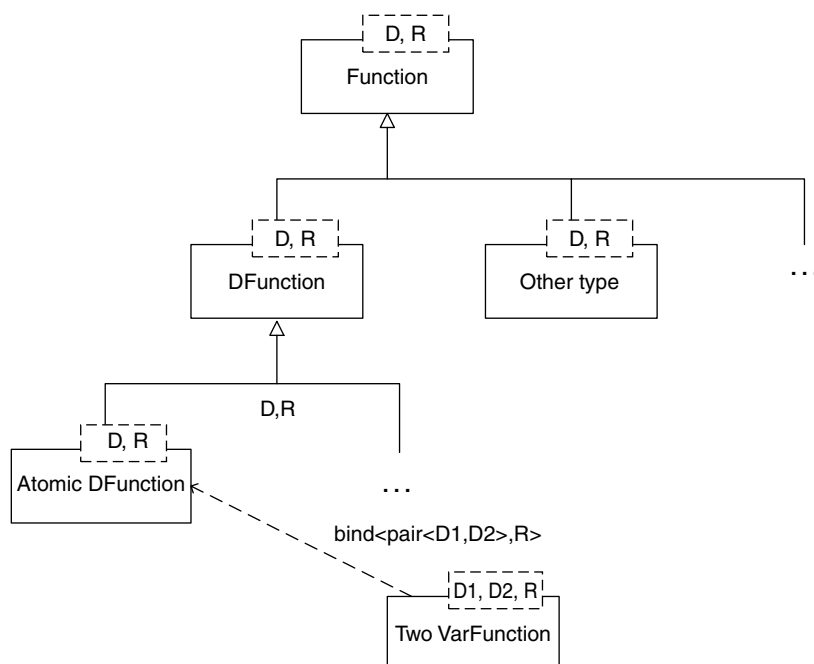 D, R
Function
D, R
DFunction
D, R
Other type
...
D,R
D, R
Atomic DFunction
...
bind<pair<D1,D2>,R>
D1, D2, R
Two VarFunction